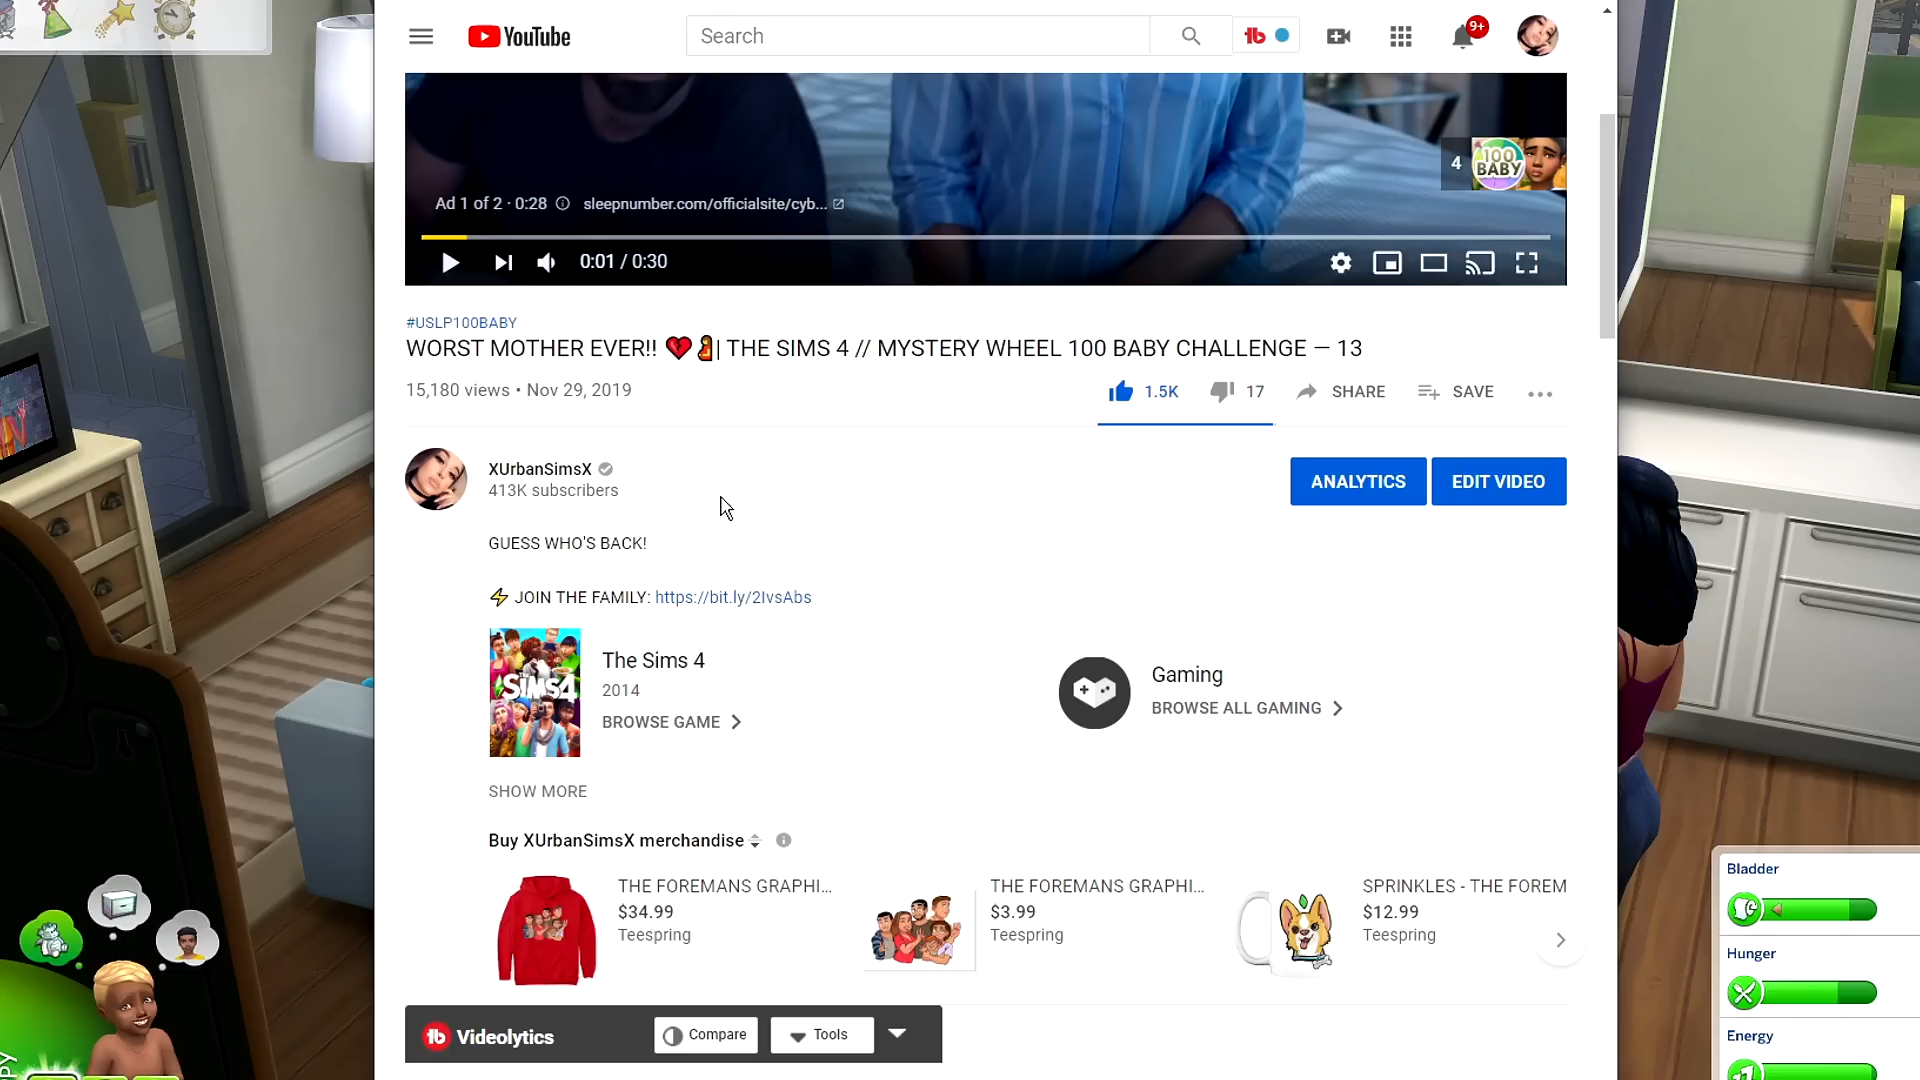 YouTube
Search
9+
4
100
BABY
Ad 1 of 2 · 0:28
sleepnumber.com/officialsite/cyb...
0:01 / 0:30
#USLP100BABY
WORST MOTHER EVER!! 💔🤰| THE SIMS 4 // MYSTERY WHEEL 100 BABY CHALLENGE — 13
15,180 views • Nov 29, 2019
1.5K
17
SHARE
SAVE
XUrbanSimsX
413K subscribers
ANALYTICS
EDIT VIDEO
GUESS WHO'S BACK!
⚡ JOIN THE FAMILY: https://bit.ly/2IvsAbs
SiMS4
The Sims 4
2014
BROWSE GAME
Gaming
BROWSE ALL GAMING
SHOW MORE
Buy XUrbanSimsX merchandise
THE FOREMANS GRAPHI...
$34.99
Teespring
THE FOREMANS GRAPHI...
$3.99
Teespring
SPRINKLES - THE FOREM
$12.99
Teespring
tb Videolytics
Compare
Tools
Bladder
Hunger
Energy